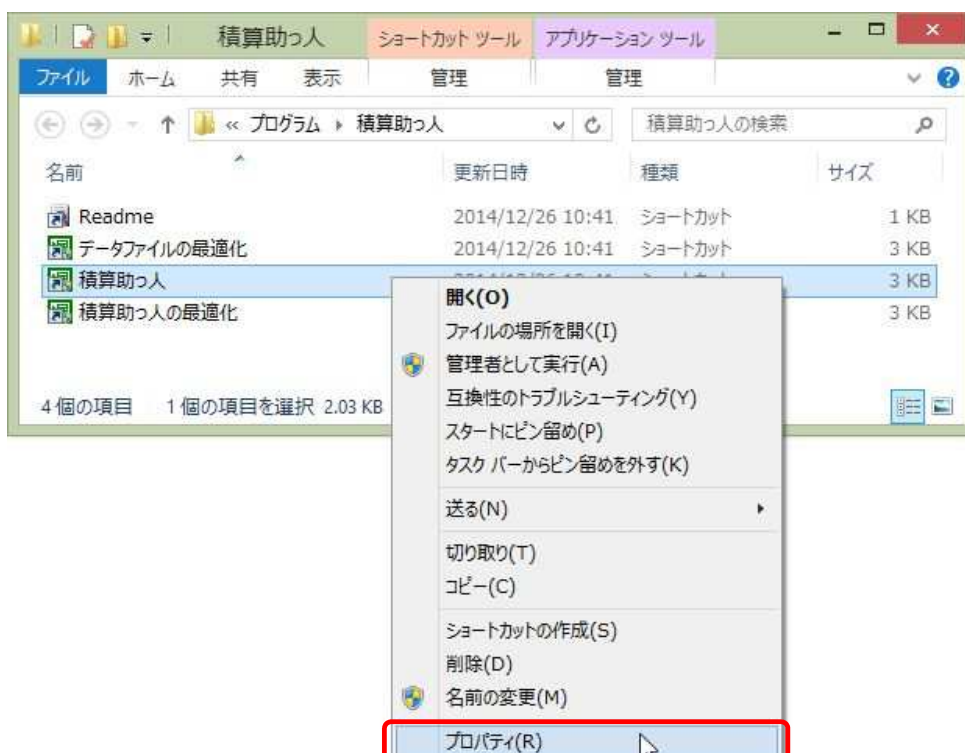 積算助っ人 ショートカット ツール アプリケーション ツール
ファイル ホーム 共有 表示 管理 管理
« プログラム 積算助っ人 積算助っ人の検索
名前 更新日時 種類 サイズ
Readme 2014/12/26 10:41 ショートカット 1 KB
データファイルの最適化 2014/12/26 10:41 ショートカット 3 KB
積算助っ人 3 KB
積算助っ人の最適化 3 KB
4 個の項目 1 個の項目を選択 2.03 KB
開く(O)
ファイルの場所を開く(I)
管理者として実行(A)
互換性のトラブルシューティング(Y)
スタートにピン留め(P)
タスク バーからピン留めを外す(K)
送る(N)
切り取り(T)
コピー(C)
ショートカットの作成(S)
削除(D)
名前の変更(M)
プロパティ(R)